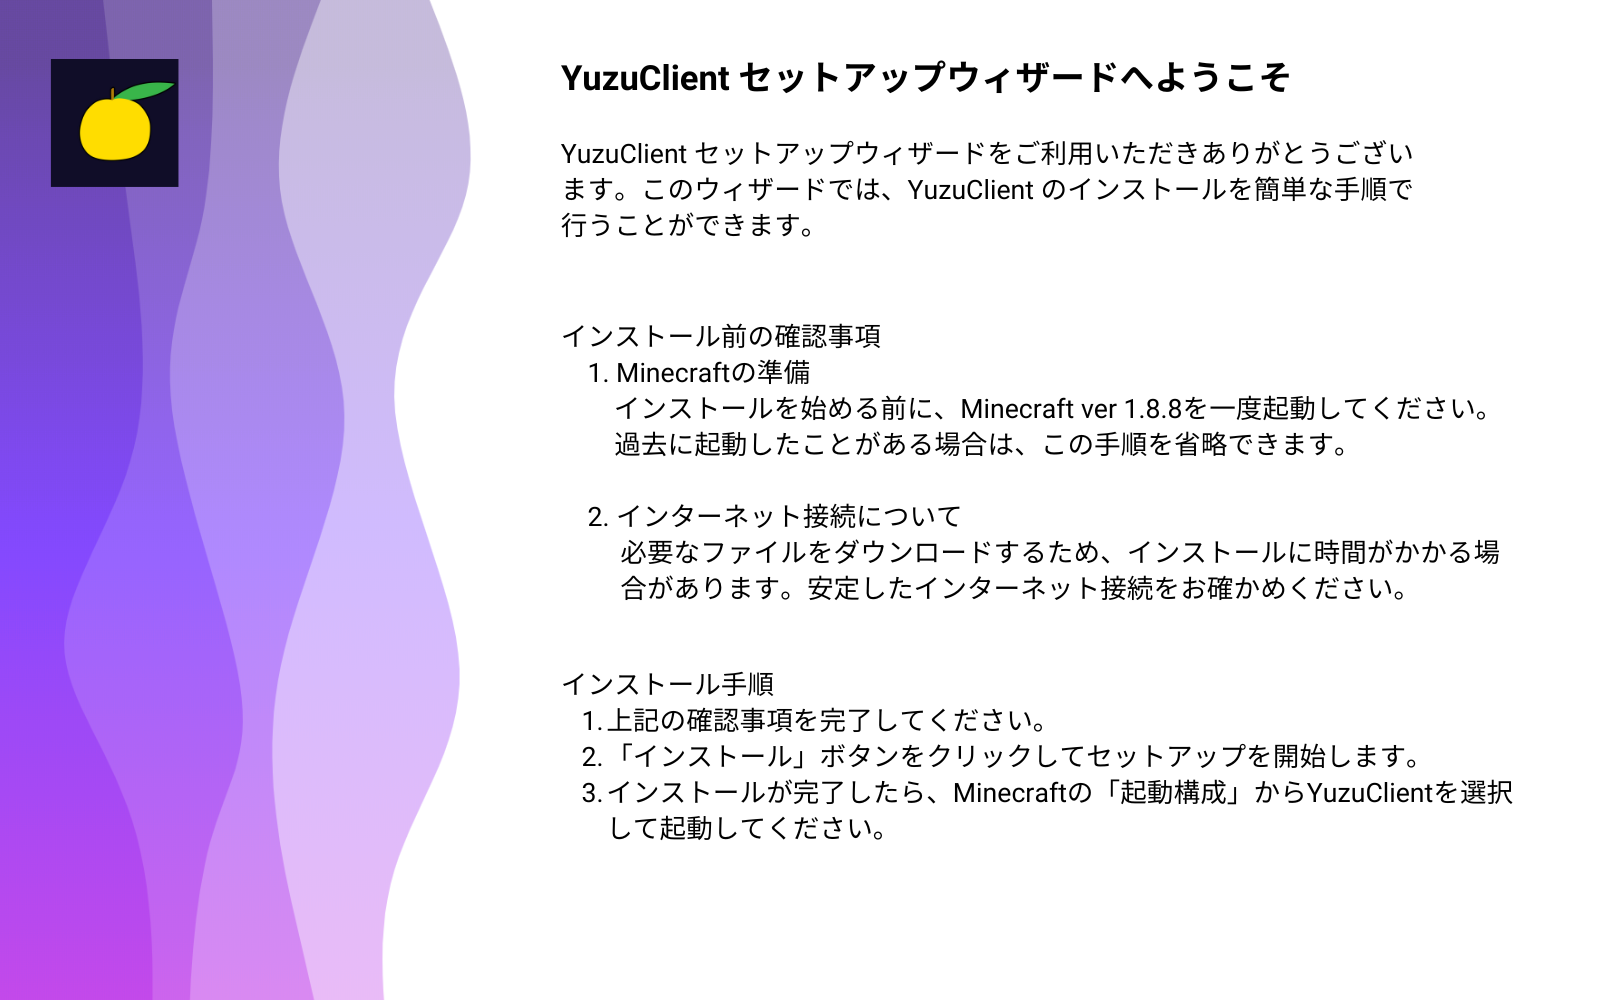 YuzuClient セットアップウィザードへようこそ
YuzuClient セットアップウィザードをご利用いただきありがとうござい
ます。このウィザードでは、YuzuClient のインストールを簡単な手順で
行うことができます。
インストール前の確認事項
1. Minecraftの準備
インストールを始める前に、Minecraft ver 1.8.8を一度起動してください。
過去に起動したことがある場合は、この手順を省略できます。
2. インターネット接続について
必要なファイルをダウンロードするため、インストールに時間がかかる場
合があります。安定したインターネット接続をお確かめください。
インストール手順
1. 上記の確認事項を完了してください。
2. 「インストール」ボタンをクリックしてセットアップを開始します。
3. インストールが完了したら、Minecraftの「起動構成」からYuzuClientを選択
して起動してください。